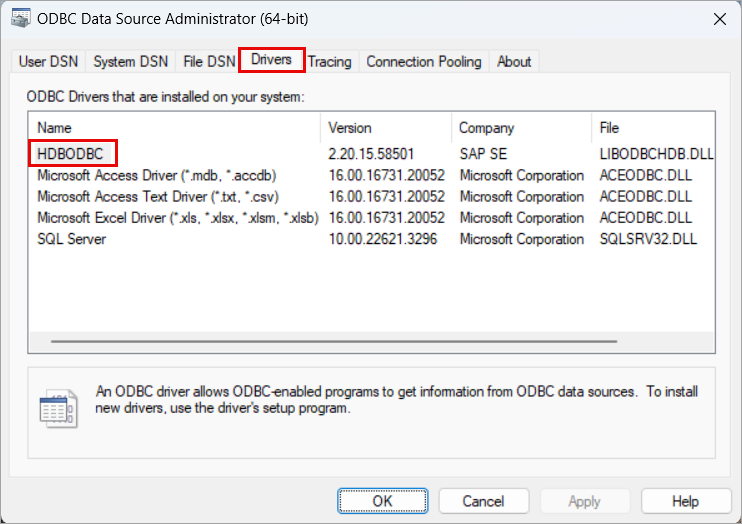 ODBC Data Source Administrator (64-bit)
User DSN System DSN File DSN Drivers Tracing Connection Pooling About
ODBC Drivers that are installed on your system:
Name Version Company File
HDBODBC 2.20.15.58501 SAP SE LIBODBCHDB.DLL
Microsoft Access Driver (*.mdb, *.accdb) 16.00.16731.20052 Microsoft Corporation ACEODBC.DLL
Microsoft Access Text Driver (*.txt, *.csv) 16.00.16731.20052 Microsoft Corporation ACEODBC.DLL
Microsoft Excel Driver (*.xls, *.xlsx, *.xlsm, *.xlsb) 16.00.16731.20052 Microsoft Corporation ACEODBC.DLL
SQL Server 10.00.22621.3296 Microsoft Corporation SQLSRV32.DLL
An ODBC driver allows ODBC-enabled programs to get information from ODBC data sources. To install
new drivers, use the driver's setup program.
OK Cancel Apply Help